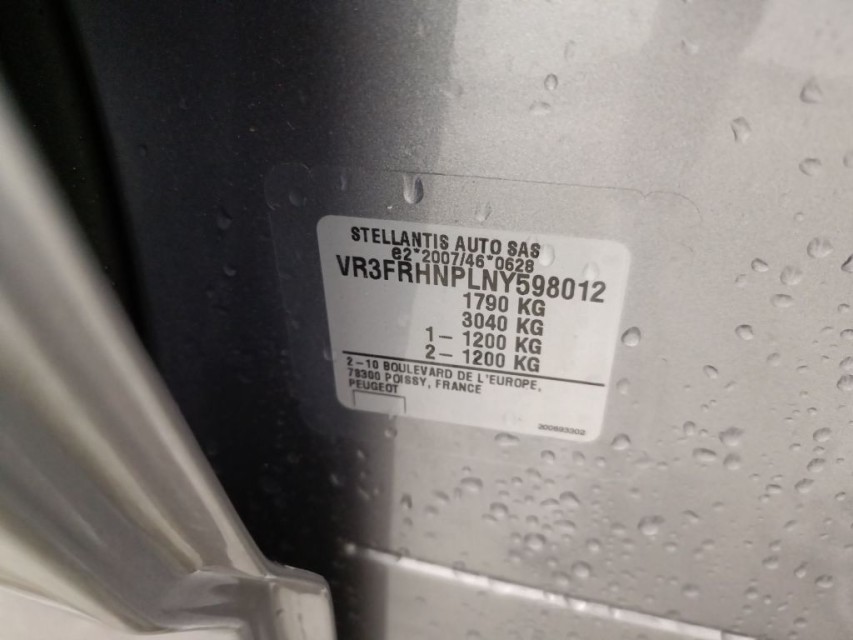 STELLANTIS AUTO SAS
e2*2007/46*0628
VR3FRHNPLNY598012
1790 KG
3040 KG
1- 1200 KG
2- 1200 KG
2-10 BOULEVARD DE L'EUROPE,
78300 POISSY, FRANCE
PEUGEOT